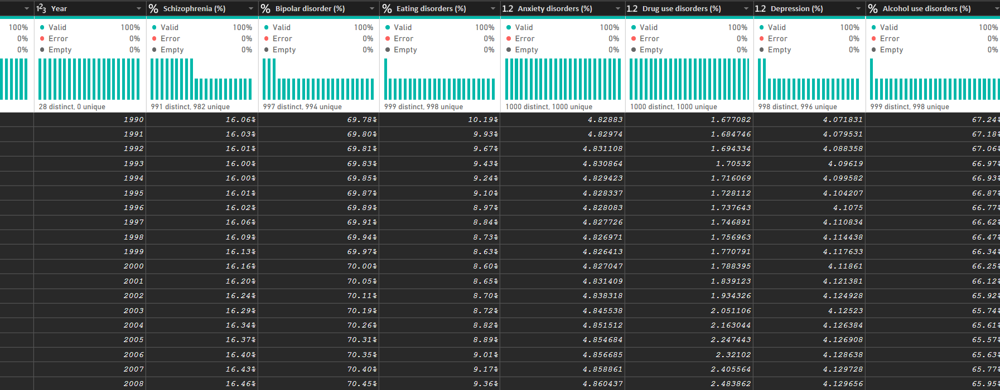 1²3 Year % Schizophrenia (%) % Bipolar disorder (%) % Eating disorders (%) 1.2 Anxiety disorders (%) 1.2 Drug use disorders (%) 1.2 Depression (%) % Alcohol use disorders (%)
100% Valid 100% Valid 100% Valid 100% Valid 100% Valid 100% Valid 100% Valid 100% Valid 100%
0% Error 0% Error 0% Error 0% Error 0% Error 0% Error 0% Error 0% Error 0%
0% Empty 0% Empty 0% Empty 0% Empty 0% Empty 0% Empty 0% Empty 0% Empty 0%
28 distinct, 0 unique 991 distinct, 982 unique 997 distinct, 994 unique 999 distinct, 998 unique 1000 distinct, 1000 unique 1000 distinct, 1000 unique 998 distinct, 996 unique 999 distinct, 998 unique
1990 16.06% 69.78% 10.19% 4.82883 1.677082 4.071831 67.24%
1991 16.03% 69.80% 9.93% 4.82974 1.684746 4.079531 67.18%
1992 16.01% 69.81% 9.67% 4.831108 1.694334 4.088358 67.06%
1993 16.00% 69.83% 9.43% 4.830864 1.70532 4.09619 66.97%
1994 16.00% 69.85% 9.24% 4.829423 1.716069 4.099582 66.93%
1995 16.01% 69.87% 9.10% 4.828337 1.728112 4.104207 66.87%
1996 16.02% 69.89% 8.97% 4.828083 1.737643 4.1075 66.77%
1997 16.06% 69.91% 8.84% 4.827726 1.746891 4.110834 66.62%
1998 16.09% 69.94% 8.73% 4.826971 1.756963 4.114438 66.47%
1999 16.13% 69.97% 8.63% 4.826413 1.770791 4.117633 66.34%
2000 16.16% 70.00% 8.60% 4.827047 1.788395 4.11861 66.25%
2001 16.20% 70.05% 8.65% 4.831409 1.839123 4.121381 66.12%
2002 16.24% 70.11% 8.70% 4.838318 1.934326 4.124928 65.92%
2003 16.29% 70.19% 8.72% 4.845538 2.051106 4.12523 65.74%
2004 16.34% 70.26% 8.82% 4.851512 2.163044 4.126384 65.61%
2005 16.37% 70.31% 8.89% 4.854684 2.247443 4.126908 65.57%
2006 16.40% 70.35% 9.01% 4.856685 2.32102 4.128638 65.63%
2007 16.43% 70.40% 9.17% 4.858861 2.405564 4.129728 65.77%
2008 16.46% 70.45% 9.36% 4.860437 2.483862 4.129656 65.95%